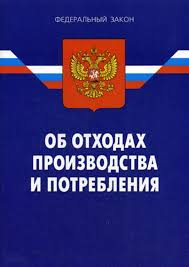 ФЕДЕРАЛЬНЫЙ ЗАКОН
ОБ ОТХОДАХ
ПРОИЗВОДСТВА
И ПОТРЕБЛЕНИЯ